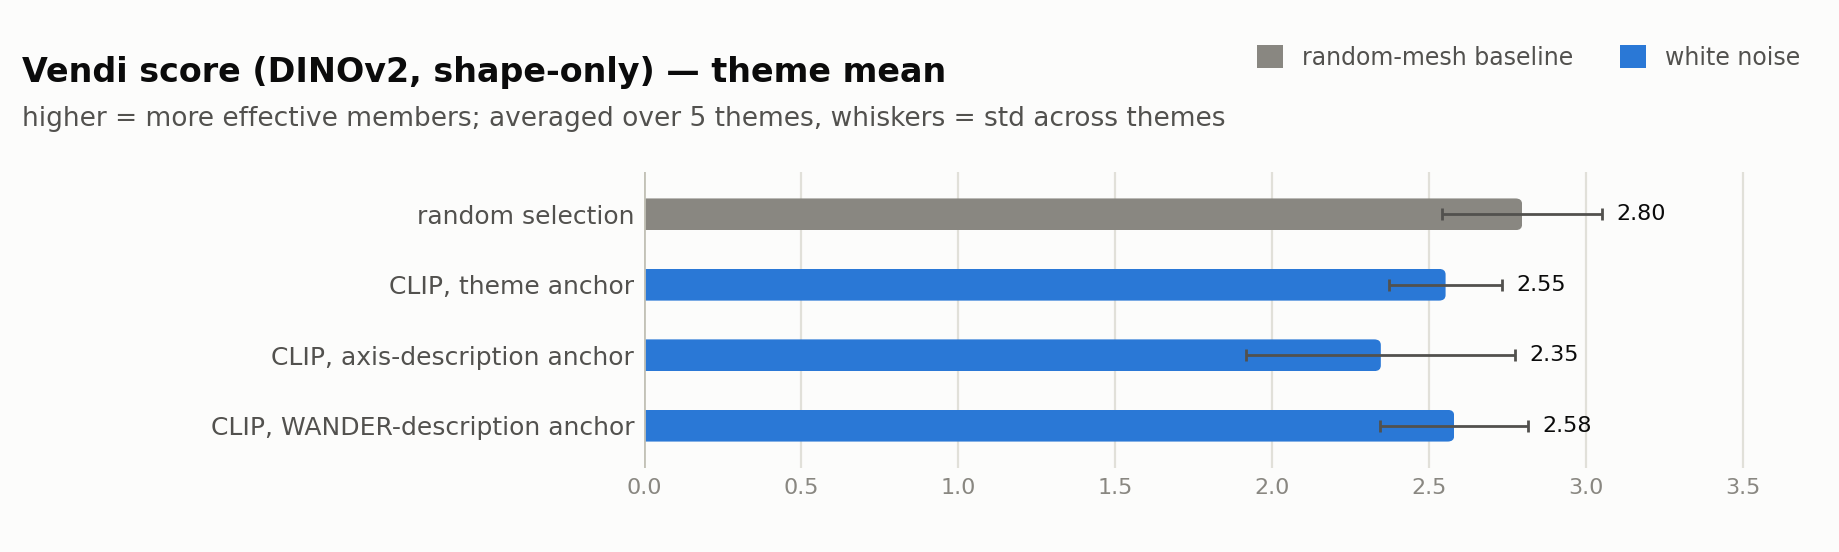 Vendi score (DINOv2, shape-only) — theme mean
higher = more effective members; averaged over 5 themes, whiskers = std across themes
random-mesh baseline
white noise
random selection
2.80
CLIP, theme anchor
2.55
CLIP, axis-description anchor
2.35
CLIP, WANDER-description anchor
2.58
0.0 0.5 1.0 1.5 2.0 2.5 3.0 3.5